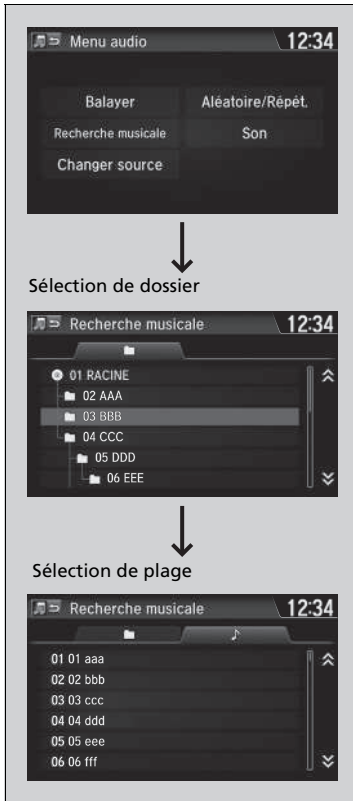 Menu audio 12:34
Balayer Aléatoire/Répét.
Recherche musicale Son
Changer source
Sélection de dossier
Recherche musicale 12:34
01 RACINE
02 AAA
03 BBB
04 CCC
05 DDD
06 EEE
Sélection de plage
Recherche musicale 12:34
01 01 aaa
02 02 bbb
03 03 ccc
04 04 ddd
05 05 eee
06 06 fff